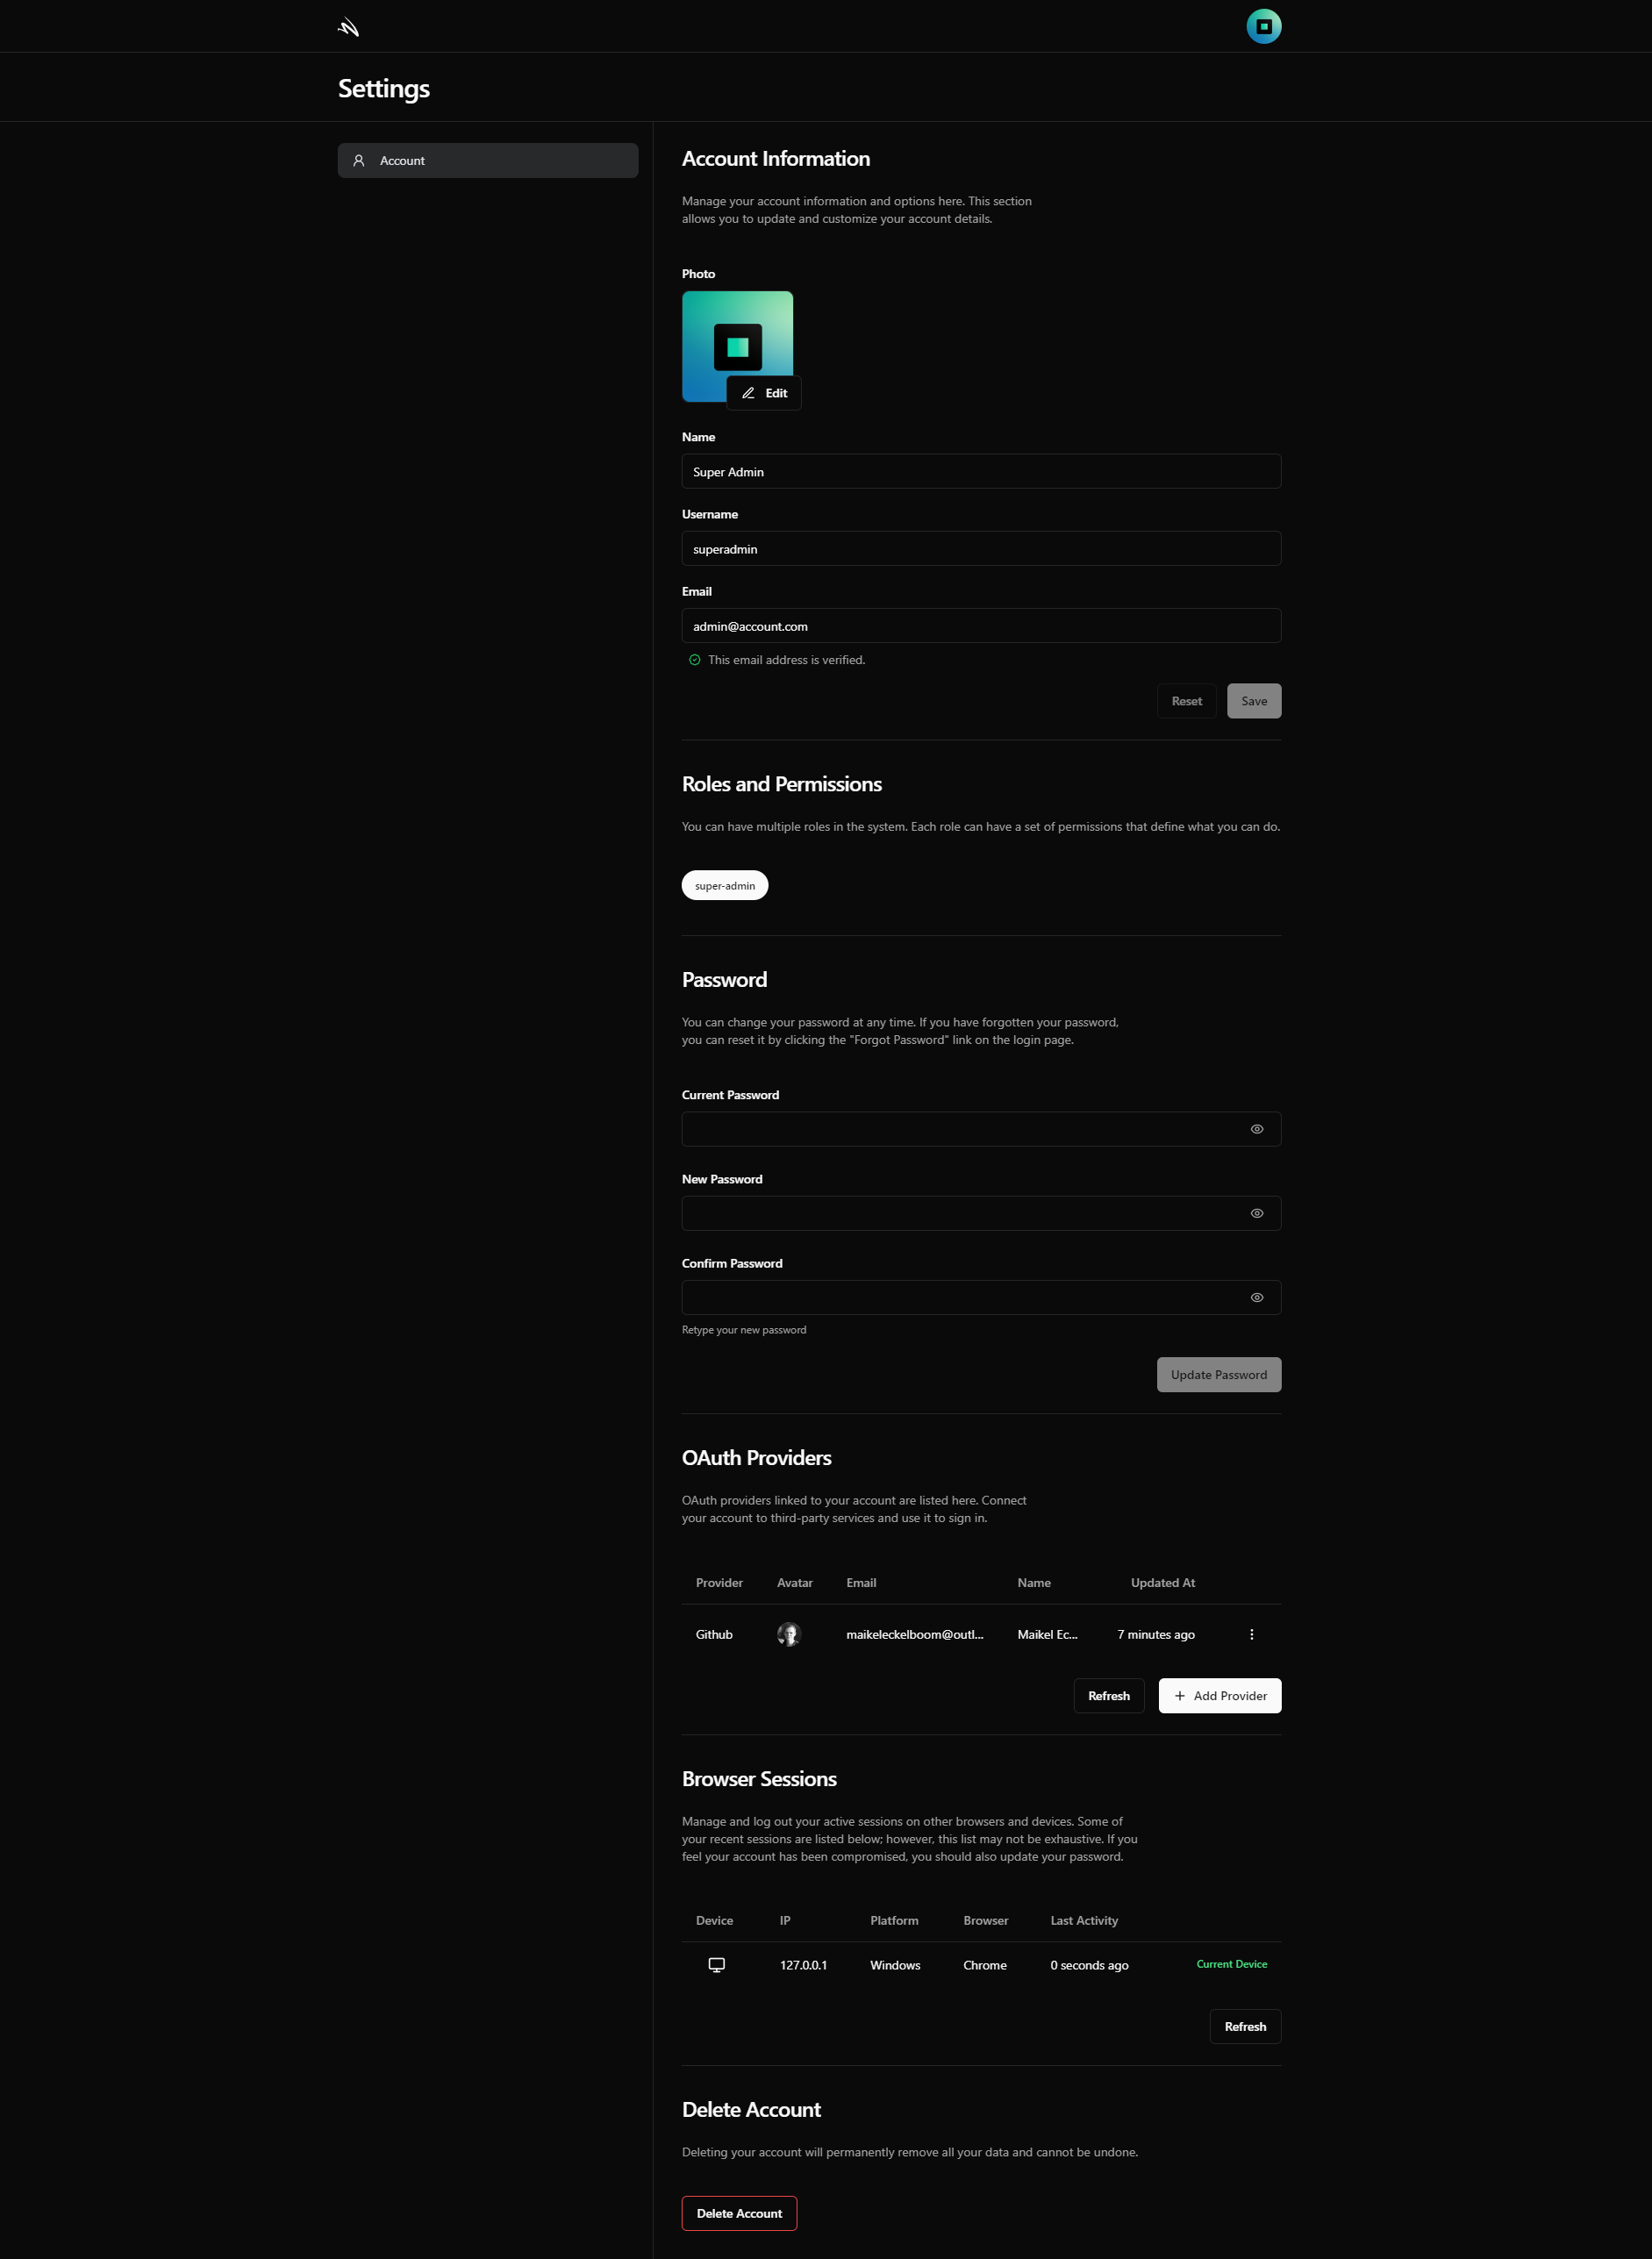 Settings
Account
Account Information
Manage your account information and options here. This section
allows you to update and customize your account details.
Photo
Edit
Name
Super Admin
Username
superadmin
Email
admin@account.com
This email address is verified.
Reset
Save
Roles and Permissions
You can have multiple roles in the system. Each role can have a set of permissions that define what you can do.
super-admin
Password
You can change your password at any time. If you have forgotten your password,
you can reset it by clicking the "Forgot Password" link on the login page.
Current Password
New Password
Confirm Password
Retype your new password
Update Password
OAuth Providers
OAuth providers linked to your account are listed here. Connect
your account to third-party services and use it to sign in.
Provider Avatar Email Name Updated At
Github maikeleckelboom@outl... Maikel Ec... 7 minutes ago
Refresh
Add Provider
Browser Sessions
Manage and log out your active sessions on other browsers and devices. Some of
your recent sessions are listed below; however, this list may not be exhaustive. If you
feel your account has been compromised, you should also update your password.
Device IP Platform Browser Last Activity
127.0.0.1 Windows Chrome 0 seconds ago Current Device
Refresh
Delete Account
Deleting your account will permanently remove all your data and cannot be undone.
Delete Account